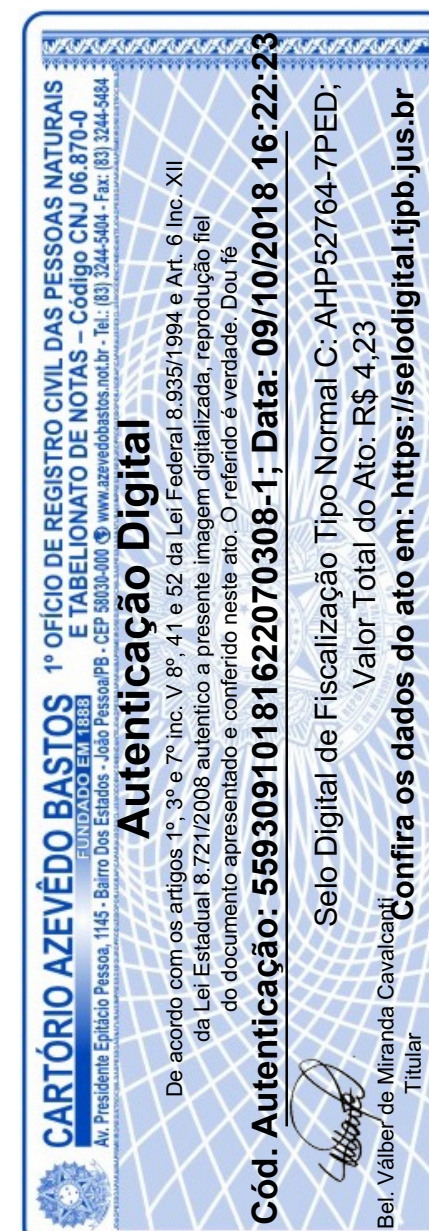 CARTÓRIO AZEVÊDO BASTOS
FUNDADO EM 1888
1º OFÍCIO DE REGISTRO CIVIL DAS PESSOAS NATURAIS
E TABELIONATO DE NOTAS – Código CNJ 06.870-0
Av. Presidente Epitácio Pessoa, 1145 - Bairro Dos Estados - João Pessoa/PB - CEP 58030-000 www.azevedobastos.not.br - Tel.: (83) 3244-5404 - Fax: (83) 3244-5484
Autenticação Digital
De acordo com os artigos 1º, 3º e 7º inc. V 8º, 41 e 52 da Lei Federal 8.935/1994 e Art. 6 Inc. XII
da Lei Estadual 8.721/2008 autentico a presente imagem digitalizada, reprodução fiel
do documento apresentado e conferido neste ato. O referido é verdade. Dou fé
Cód. Autenticação: 55930910181622070308-1; Data: 09/10/2018 16:22:23
Selo Digital de Fiscalização Tipo Normal C: AHP52764-7PED;
Valor Total do Ato: R$ 4,23
Bel. Válber de Miranda Cavalcanti
Titular
Confira os dados do ato em: https://selodigital.tjpb.jus.br